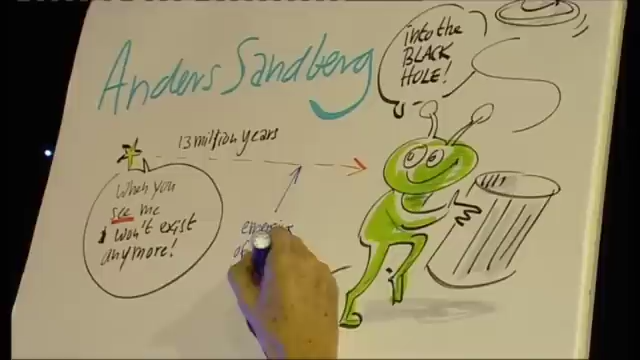 Anders Sandberg
into the
BLACK
HOLE!
13 million years
When you
see me
I won't exist
anymore!